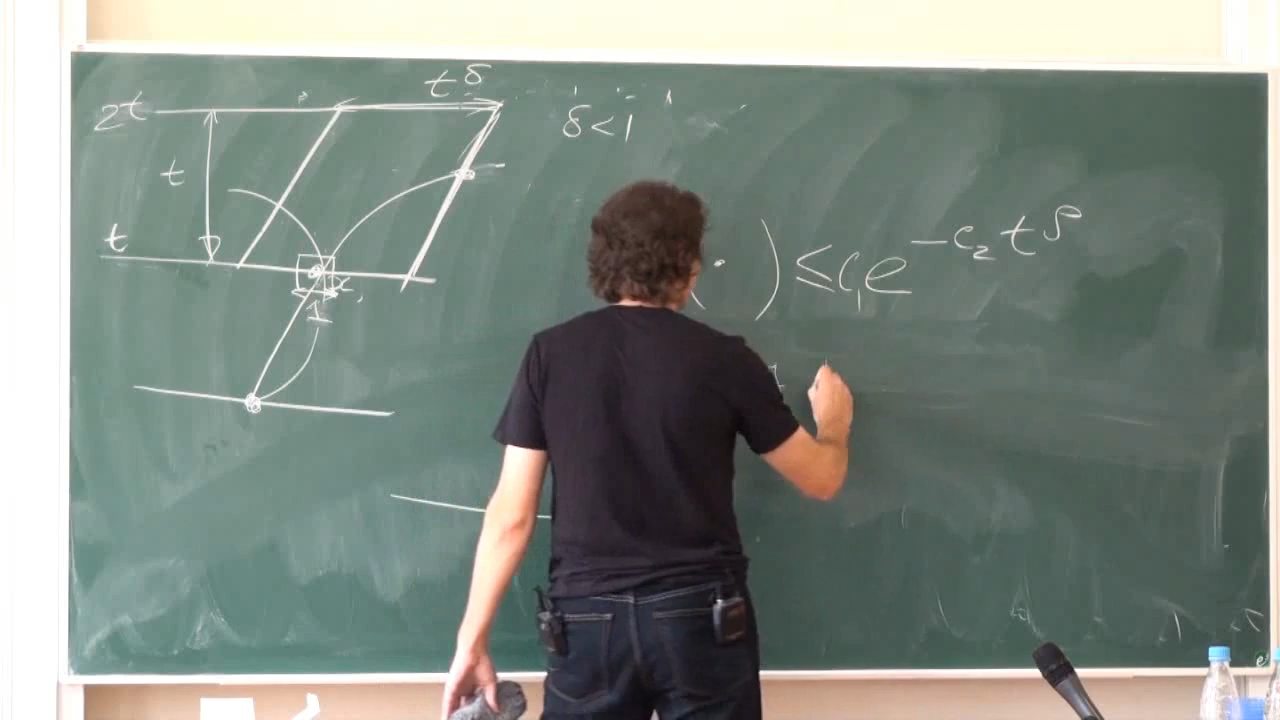 t^δ
2t
δ < 1
t
t
x
1
( · ) ≤ c₁e^{-c₂t^ρ}